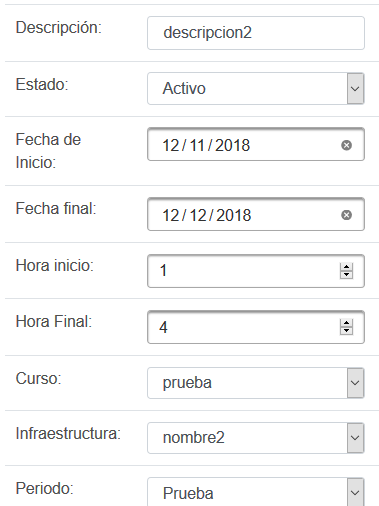 Descripción: descripcion2
Estado: Activo
Fecha de 12/11/2018
Inicio:
Fecha final: 12/12/2018
Hora inicio: 1
Hora Final: 4
Curso: prueba
Infraestructura: nombre2
Periodo: Prueba